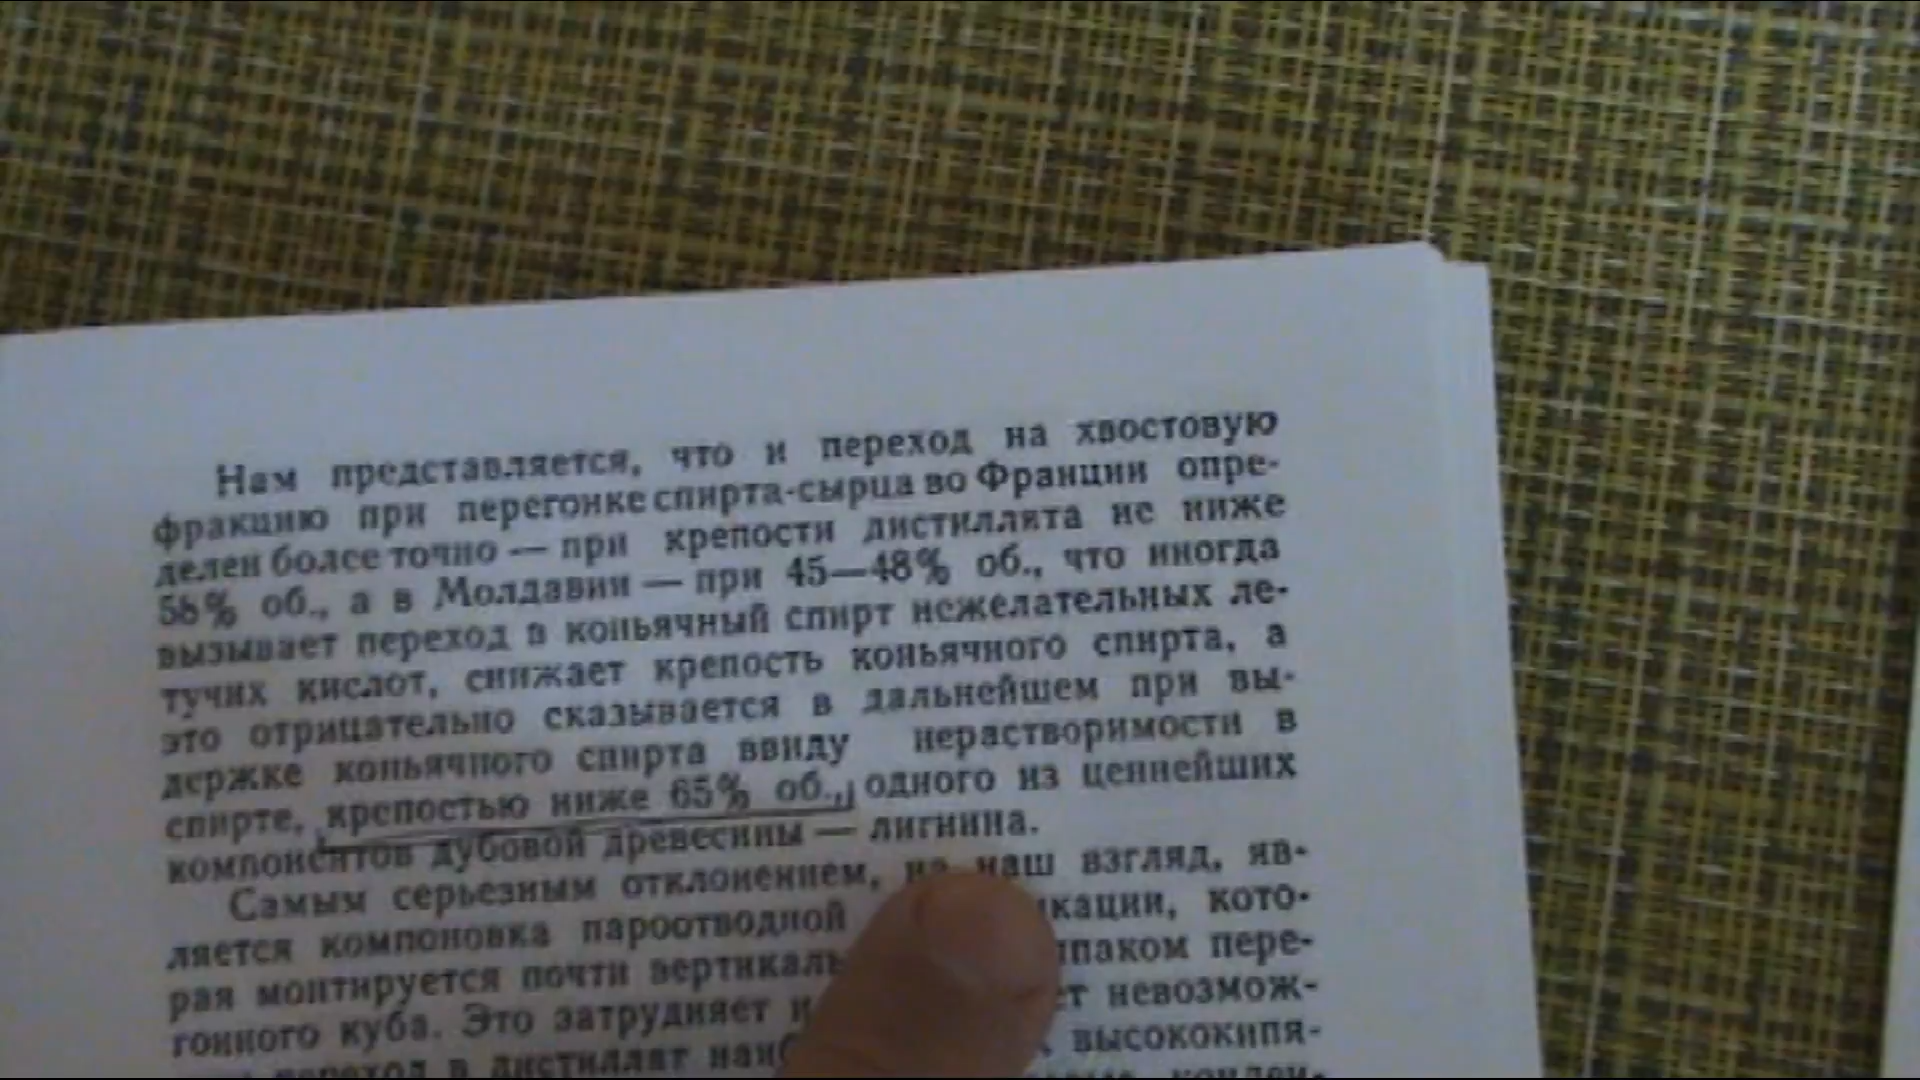 Нам представляется, что и переход на хвостовую
фракцию при перегонке спирта-сырца во Франции опре-
делен более точно — при крепости дистиллята не ниже
58% об., а в Молдавии — при 45—48% об., что иногда
вызывает переход в коньячный спирт нежелательных ле-
тучих кислот, снижает крепость коньячного спирта, а
это отрицательно сказывается в дальнейшем при вы-
держке коньячного спирта ввиду нерастворимости в
спирте, крепостью ниже 65% об., одного из ценнейших
компонентов дубовой древесины — лигнина.
Самым серьезным отклонением, на наш взгляд, яв-
ляется компоновка пароотводной кации, кото-
рая монтируется почти вертикаль паком пере-
гонного куба. Это затрудняет и ет невозмож-
переход в дистиллят наиб высококипя-